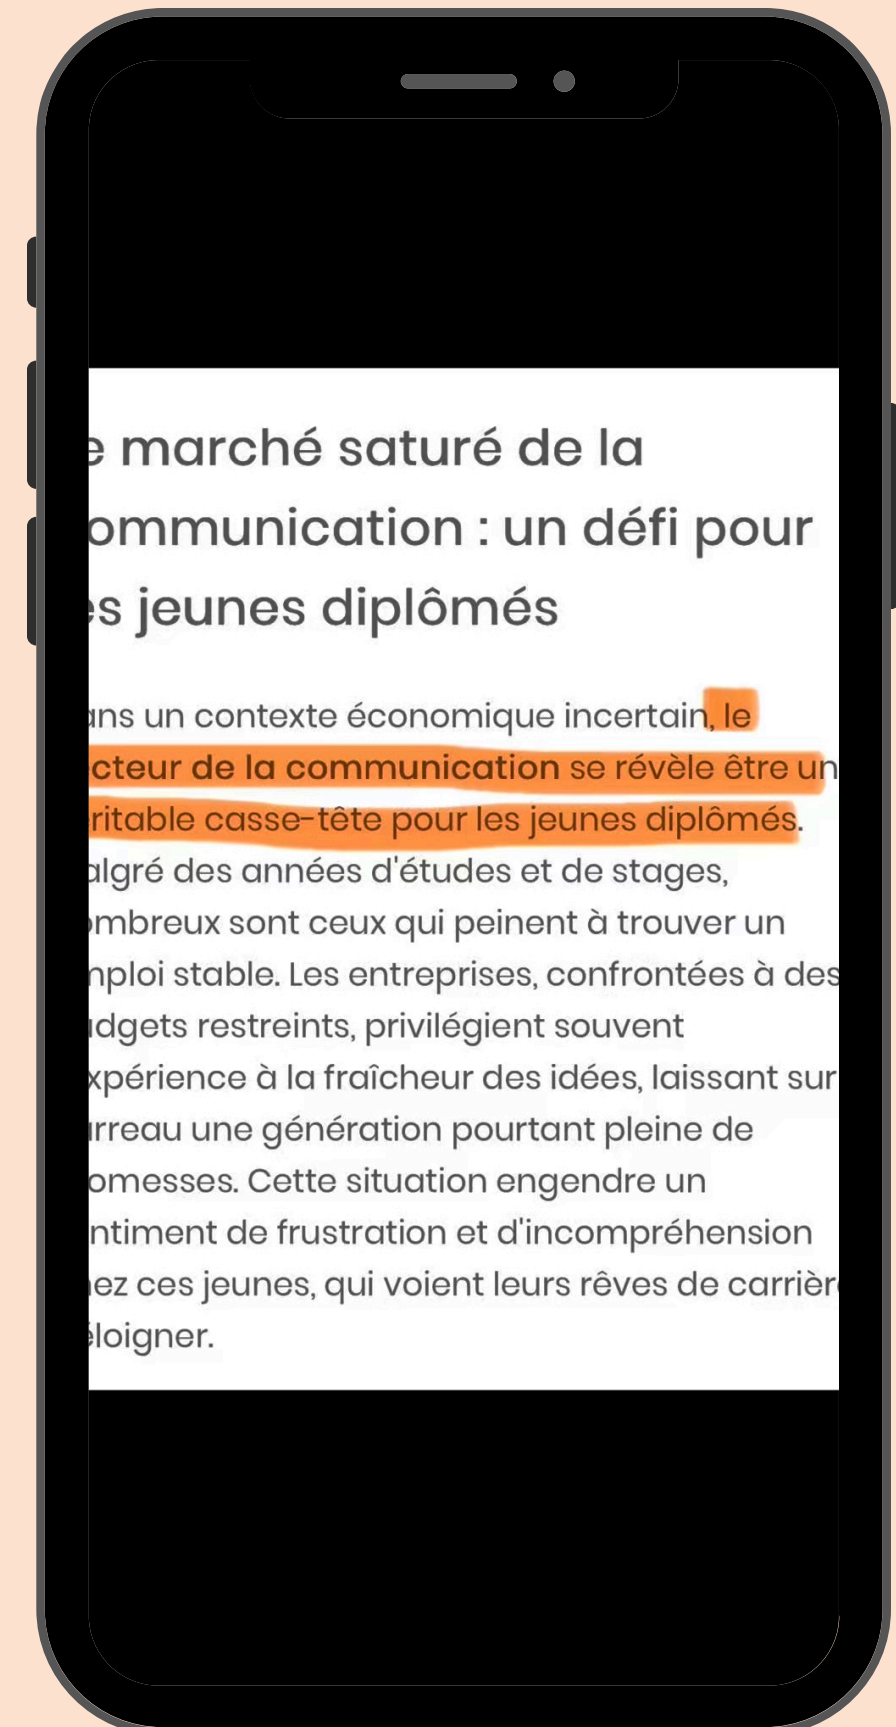 e marché saturé de la
ommunication : un défi pour
es jeunes diplômés
ans un contexte économique incertain, le
cteur de la communication se révèle être un
ritable casse-tête pour les jeunes diplômés.
algré des années d'études et de stages,
ombreux sont ceux qui peinent à trouver un
mploi stable. Les entreprises, confrontées à des
udgets restreints, privilégient souvent
xpérience à la fraîcheur des idées, laissant sur
arreau une génération pourtant pleine de
omesses. Cette situation engendre un
ntiment de frustration et d'incompréhension
hez ces jeunes, qui voient leurs rêves de carrièr
éloigner.